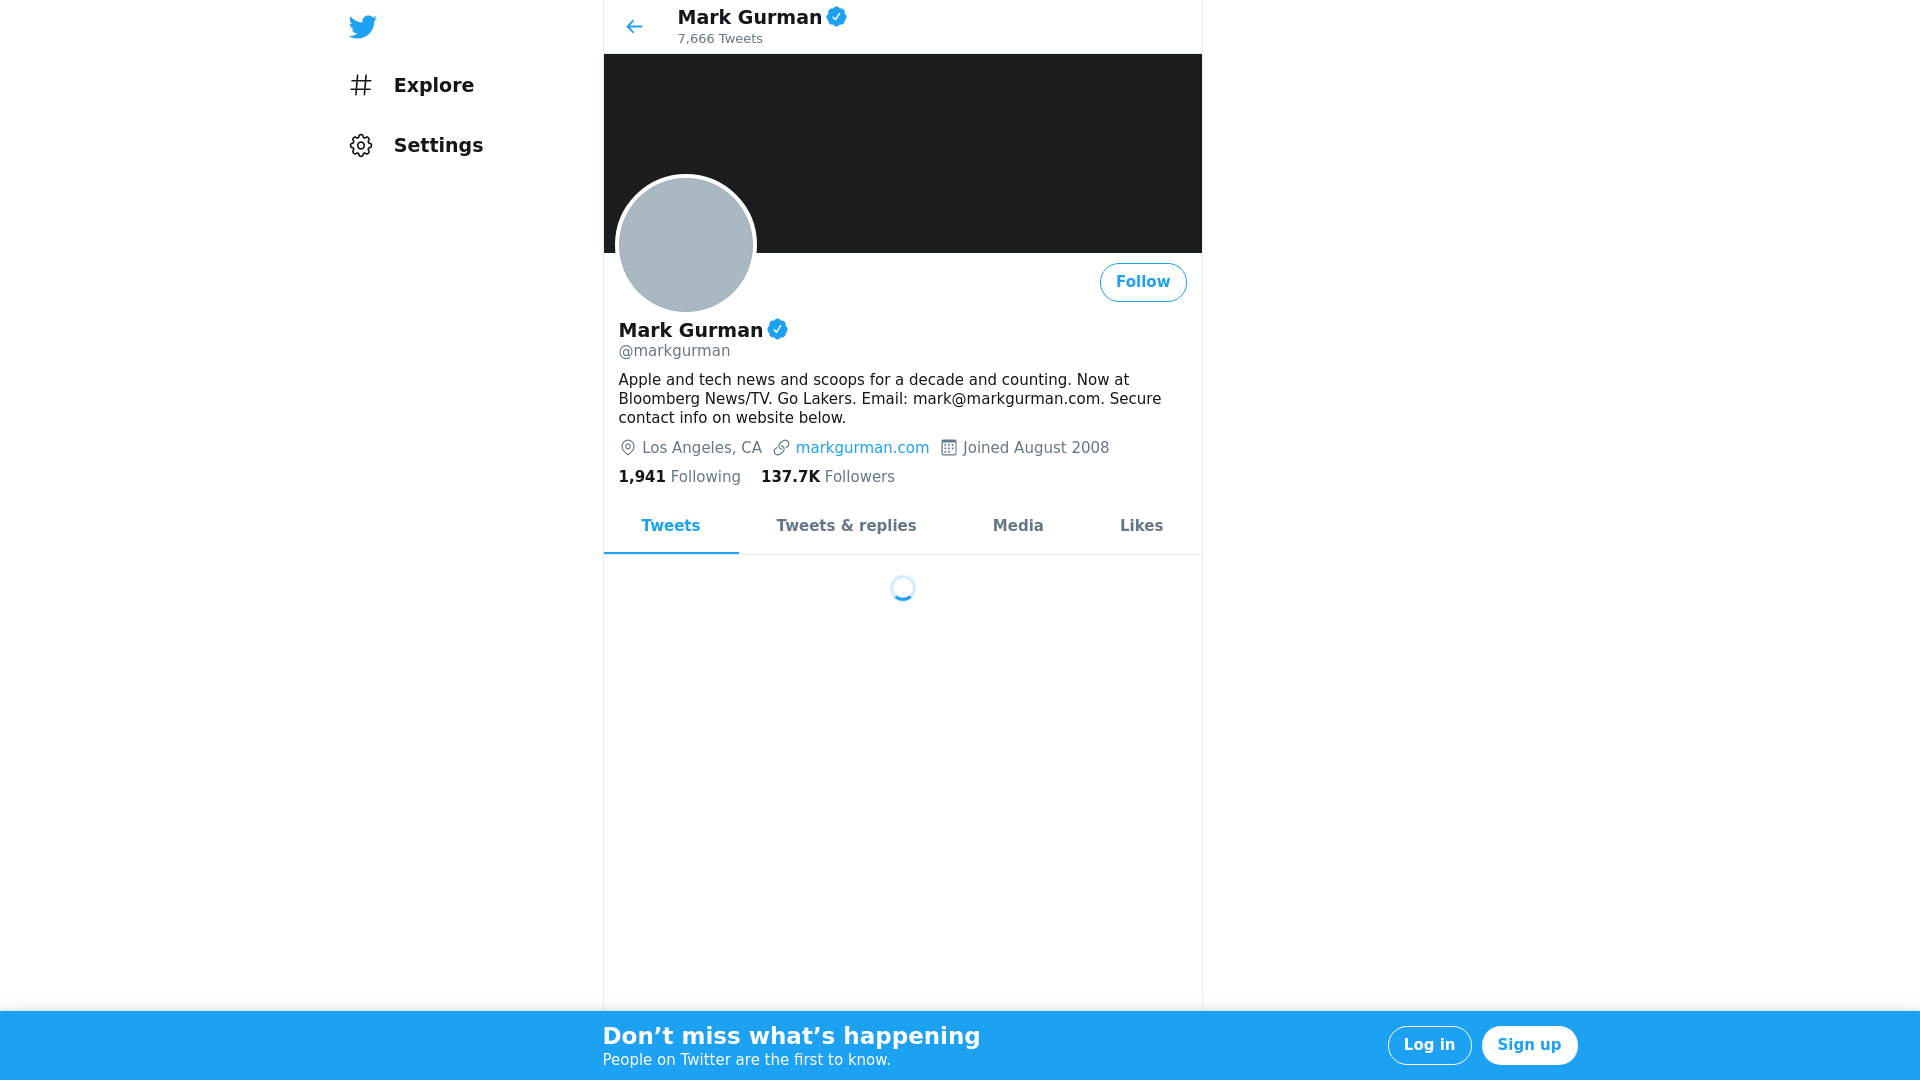 Explore
Settings
Mark Gurman
7,666 Tweets
Follow
Mark Gurman
@markgurman
Apple and tech news and scoops for a decade and counting. Now at
Bloomberg News/TV. Go Lakers. Email: mark@markgurman.com. Secure
contact info on website below.
Los Angeles, CA markgurman.com Joined August 2008
1,941 Following 137.7K Followers
Tweets Tweets & replies Media Likes
Don’t miss what’s happening
People on Twitter are the first to know.
Log in Sign up